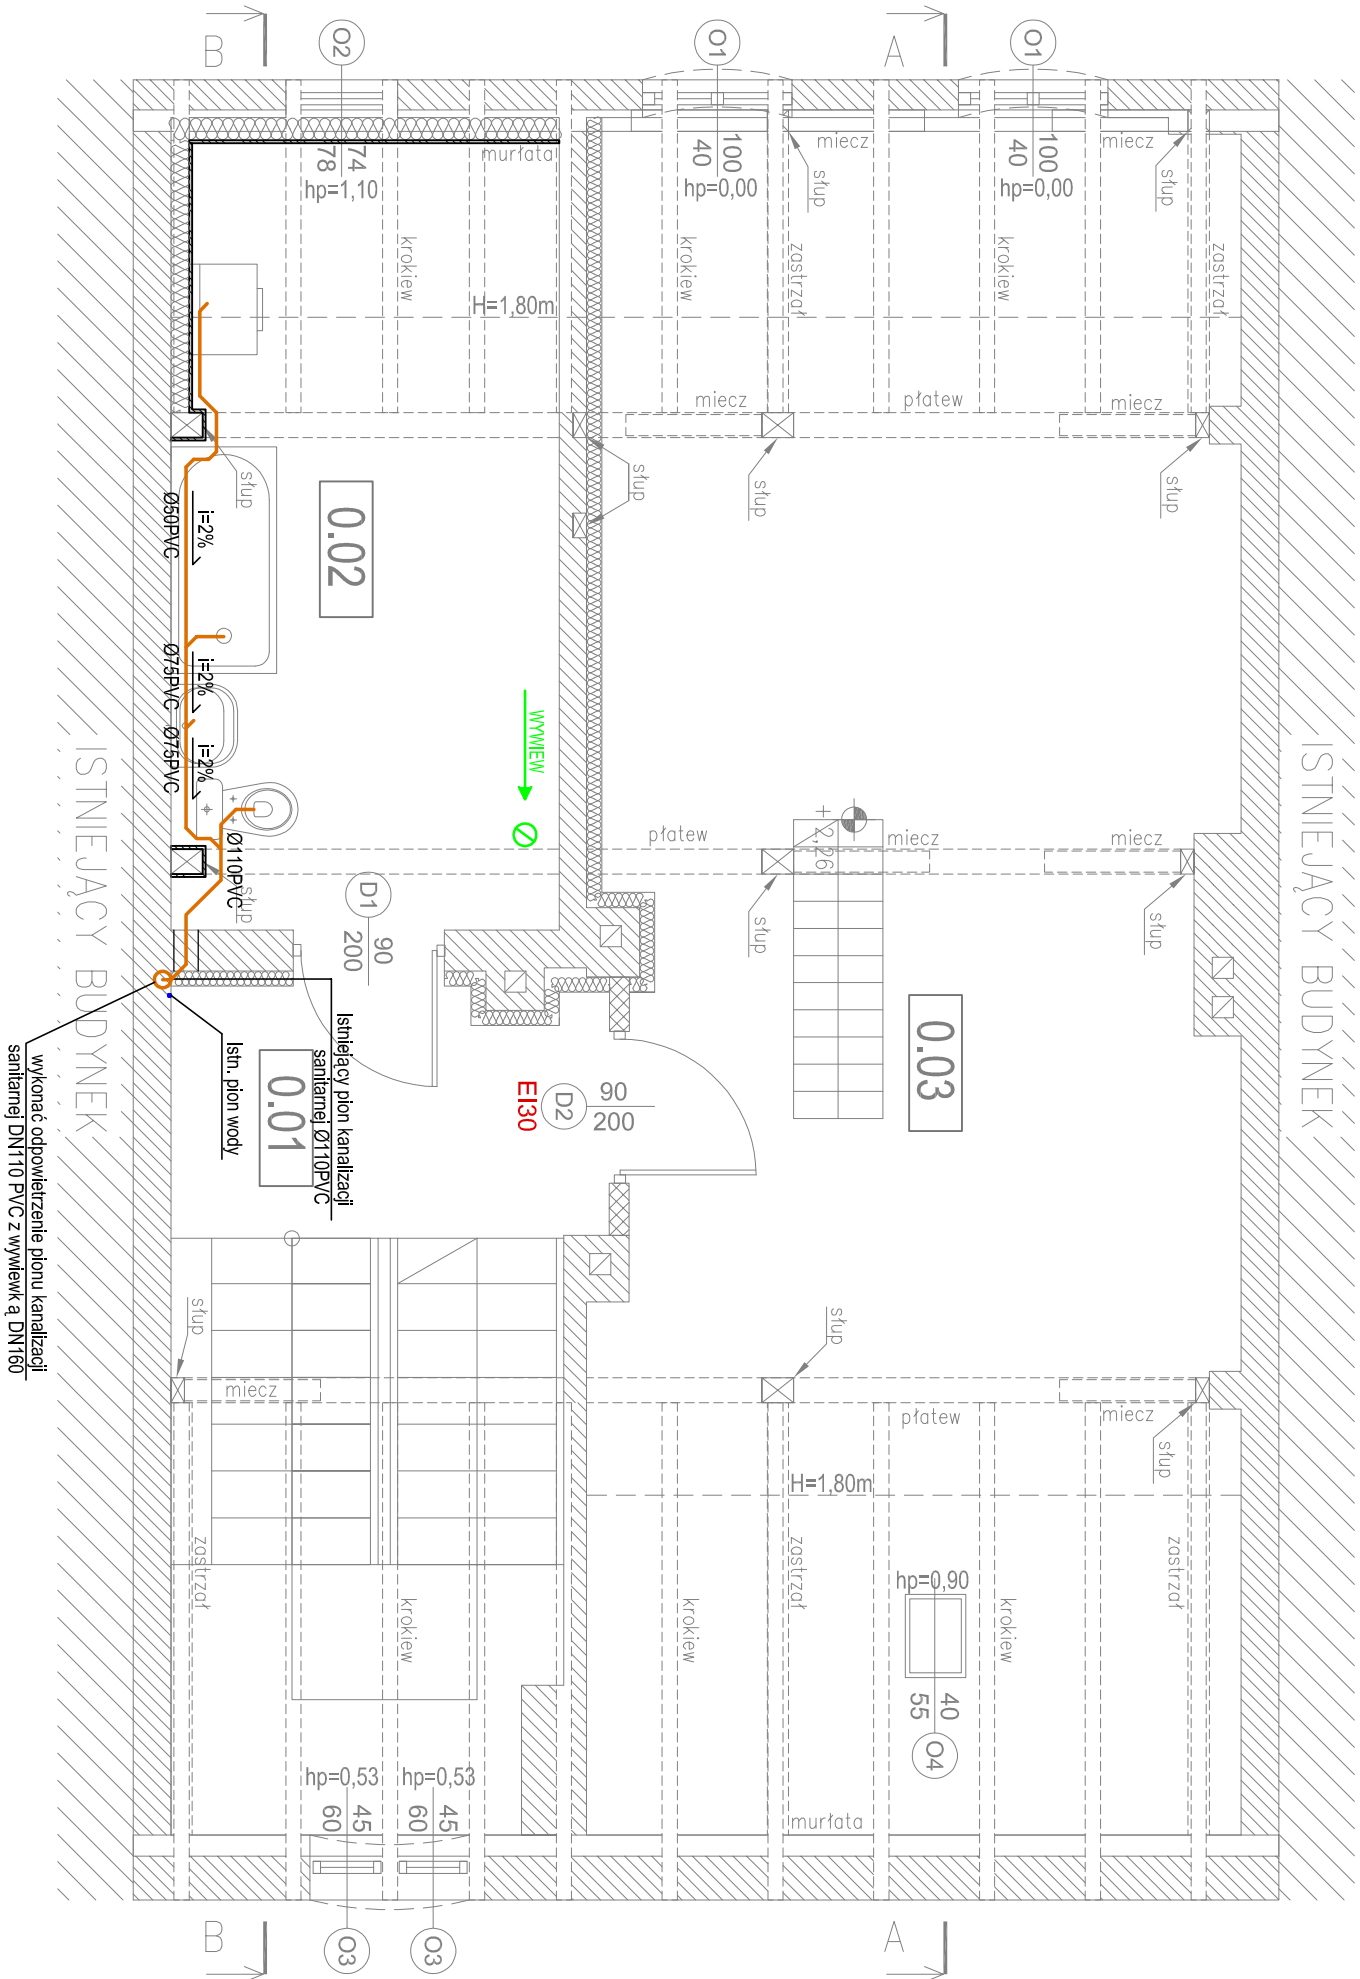 B
O2
O1
A
O1
74
78
hp=1,10
murłata
100
40
hp=0,00
miecz
słup
100
40
hp=0,00
miecz
słup
krokiew
krokiew
zastrzał
krokiew
zastrzał
H=1,80m
miecz
płatew
miecz
słup
słup
słup
słup
Ø50PVC
i=2%
0.02
Ø75PVC
i=2%
Ø75PVC
i=2%
WYWIEW
Ø110PVC
słup
płatew
+2,26
miecz
miecz
słup
słup
D1
90
200
ISTNIEJĄCY BUDYNEK
ISTNIEJĄCY BUDYNEK
0.03
Istniejący pion kanalizacji
sanitarnej Ø110PVC
Istn. pion wody
0.01
EI30
D2
90
200
wykonać odpowietrzenie pionu kanalizacji
sanitarnej DN110 PVC z wywiewką DN160
słup
miecz
słup
płatew
miecz
słup
H=1,80m
zastrzał
krokiew
krokiew
zastrzał
krokiew
zastrzał
hp=0,90
40
55
O4
hp=0,53
45
60
hp=0,53
45
60
murłata
B
O3
O3
A